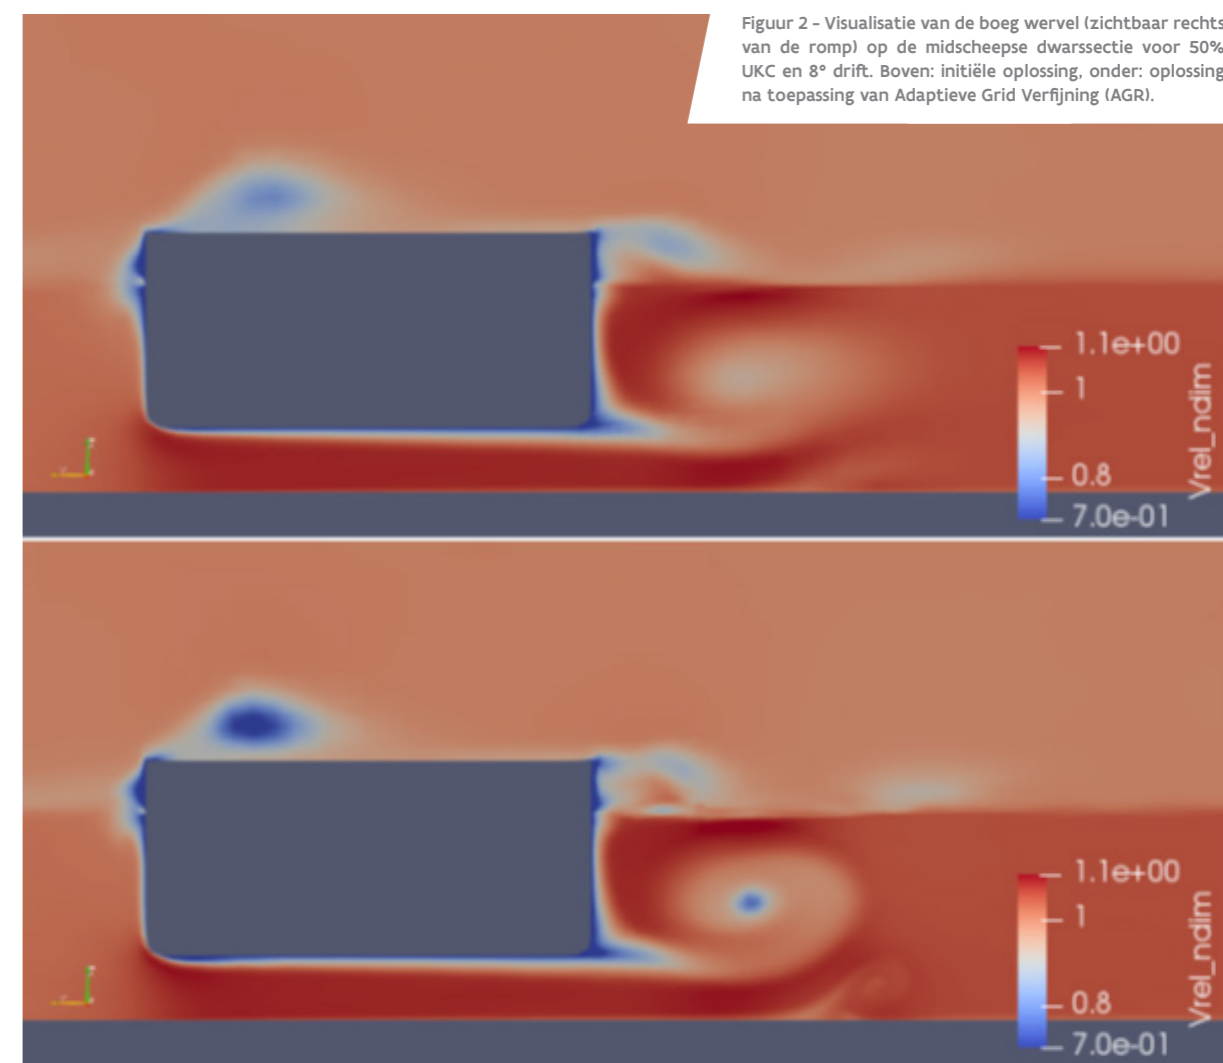 Figuur 2 - Visualisatie van de boeg wervel (zichtbaar rechts
van de romp) op de midscheepse dwarssectie voor 50%
UKC en 8° drift. Boven: initiële oplossing, onder: oplossing
na toepassing van Adaptieve Grid Verfijning (AGR).
1.1e+00
1
0.8
7.0e-01
Vrel_ndim
1.1e+00
1
0.8
7.0e-01
Vrel_ndim